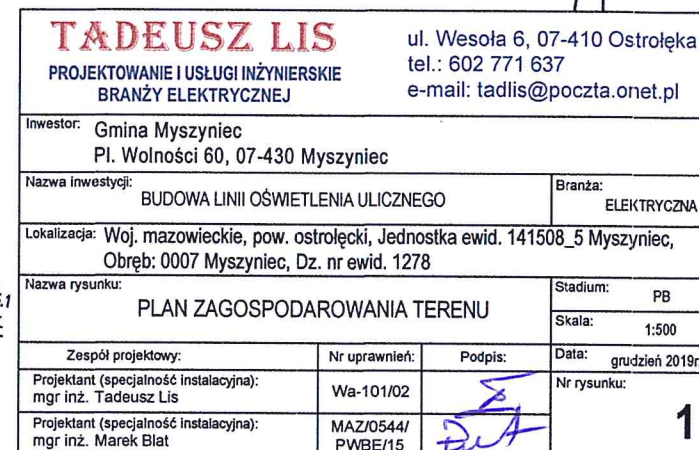 TADEUSZ LIS
PROJEKTOWANIE I USŁUGI INŻYNIERSKIE
BRANŻY ELEKTRYCZNEJ
ul. Wesoła 6, 07-410 Ostrołęka
tel.: 602 771 637
e-mail: tadlis@poczta.onet.pl
Inwestor: Gmina Myszyniec
Pl. Wolności 60, 07-430 Myszyniec
Nazwa inwestycji:
BUDOWA LINII OŚWIETLENIA ULICZNEGO
Branża:
ELEKTRYCZNA
Lokalizacja: Woj. mazowieckie, pow. ostrołęcki, Jednostka ewid. 141508_5 Myszyniec,
Obręb: 0007 Myszyniec, Dz. nr ewid. 1278
Nazwa rysunku:
PLAN ZAGOSPODAROWANIA TERENU
Stadium: PB
Skala: 1:500
Zespół projektowy: Nr uprawnień: Podpis: Data: grudzień 2019r.
Projektant (specjalność instalacyjna):
mgr inż. Tadeusz Lis
Wa-101/02
Nr rysunku:
1
Projektant (specjalność instalacyjna):
mgr inż. Marek Blat
MAZ/0544/
PWBE/15